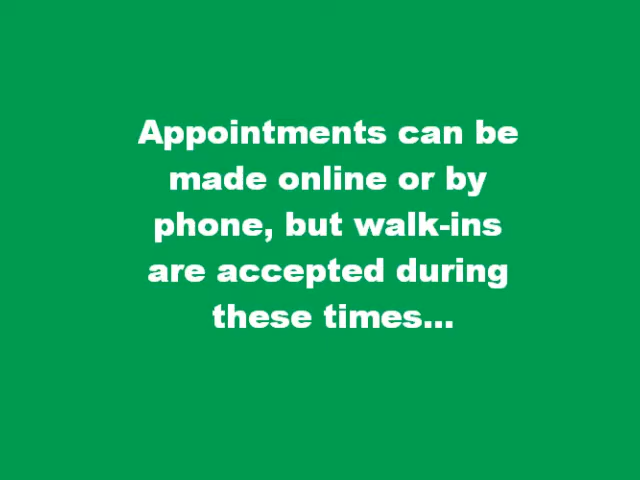 Appointments can be
made online or by
phone, but walk-ins
are accepted during
these times...